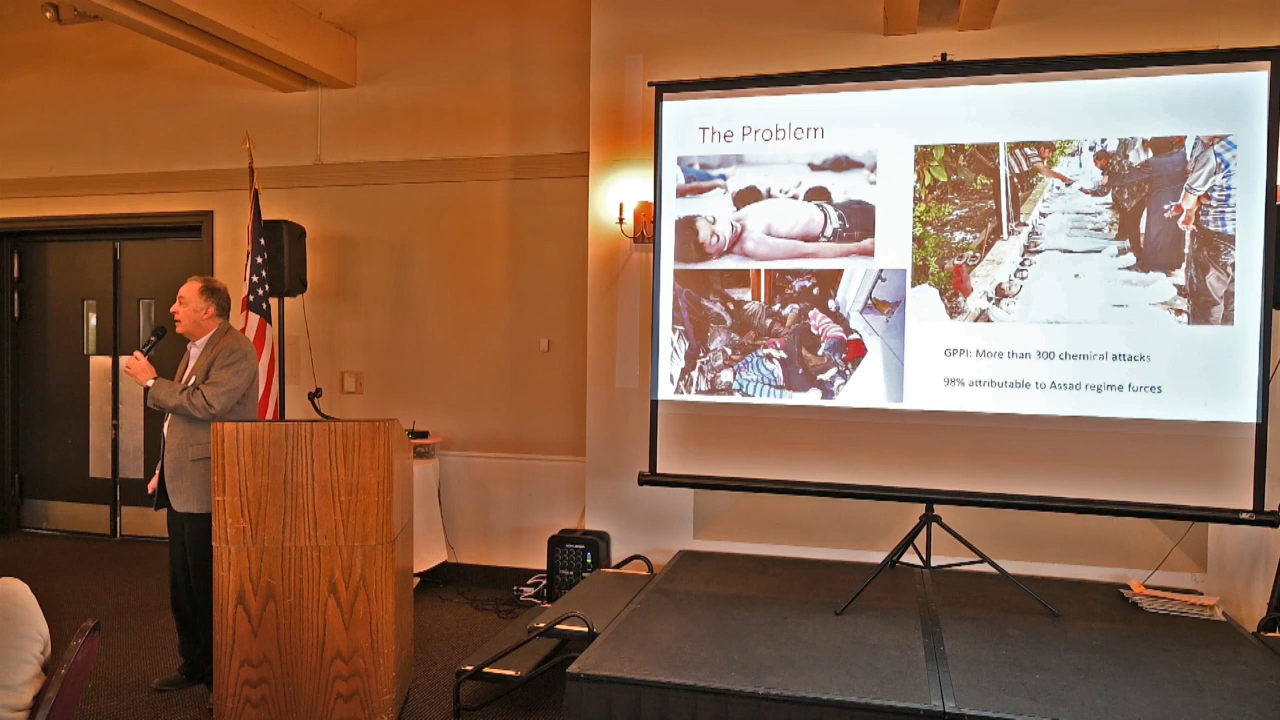 The Problem
GPPI: More than 300 chemical attacks
98% attributable to Assad regime forces